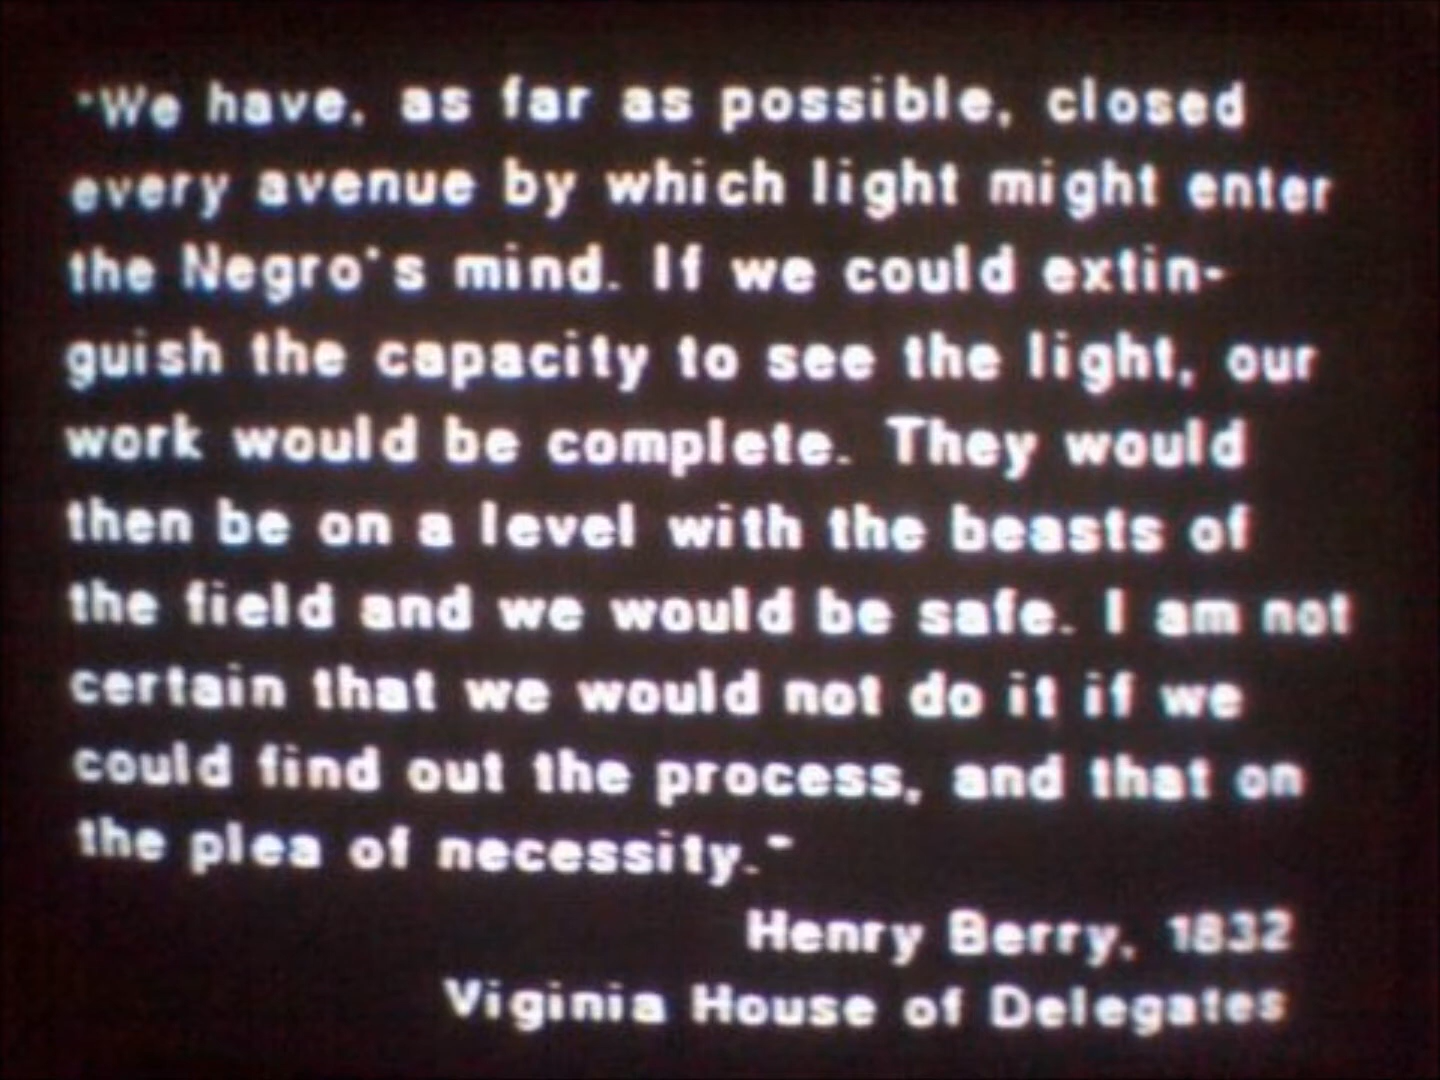 "We have, as far as possible, closed
every avenue by which light might enter
the Negro's mind. If we could extin-
guish the capacity to see the light, our
work would be complete. They would
then be on a level with the beasts of
the field and we would be safe. I am not
certain that we would not do it if we
could find out the process, and that on
the plea of necessity."
Henry Berry, 1832
Viginia House of Delegates